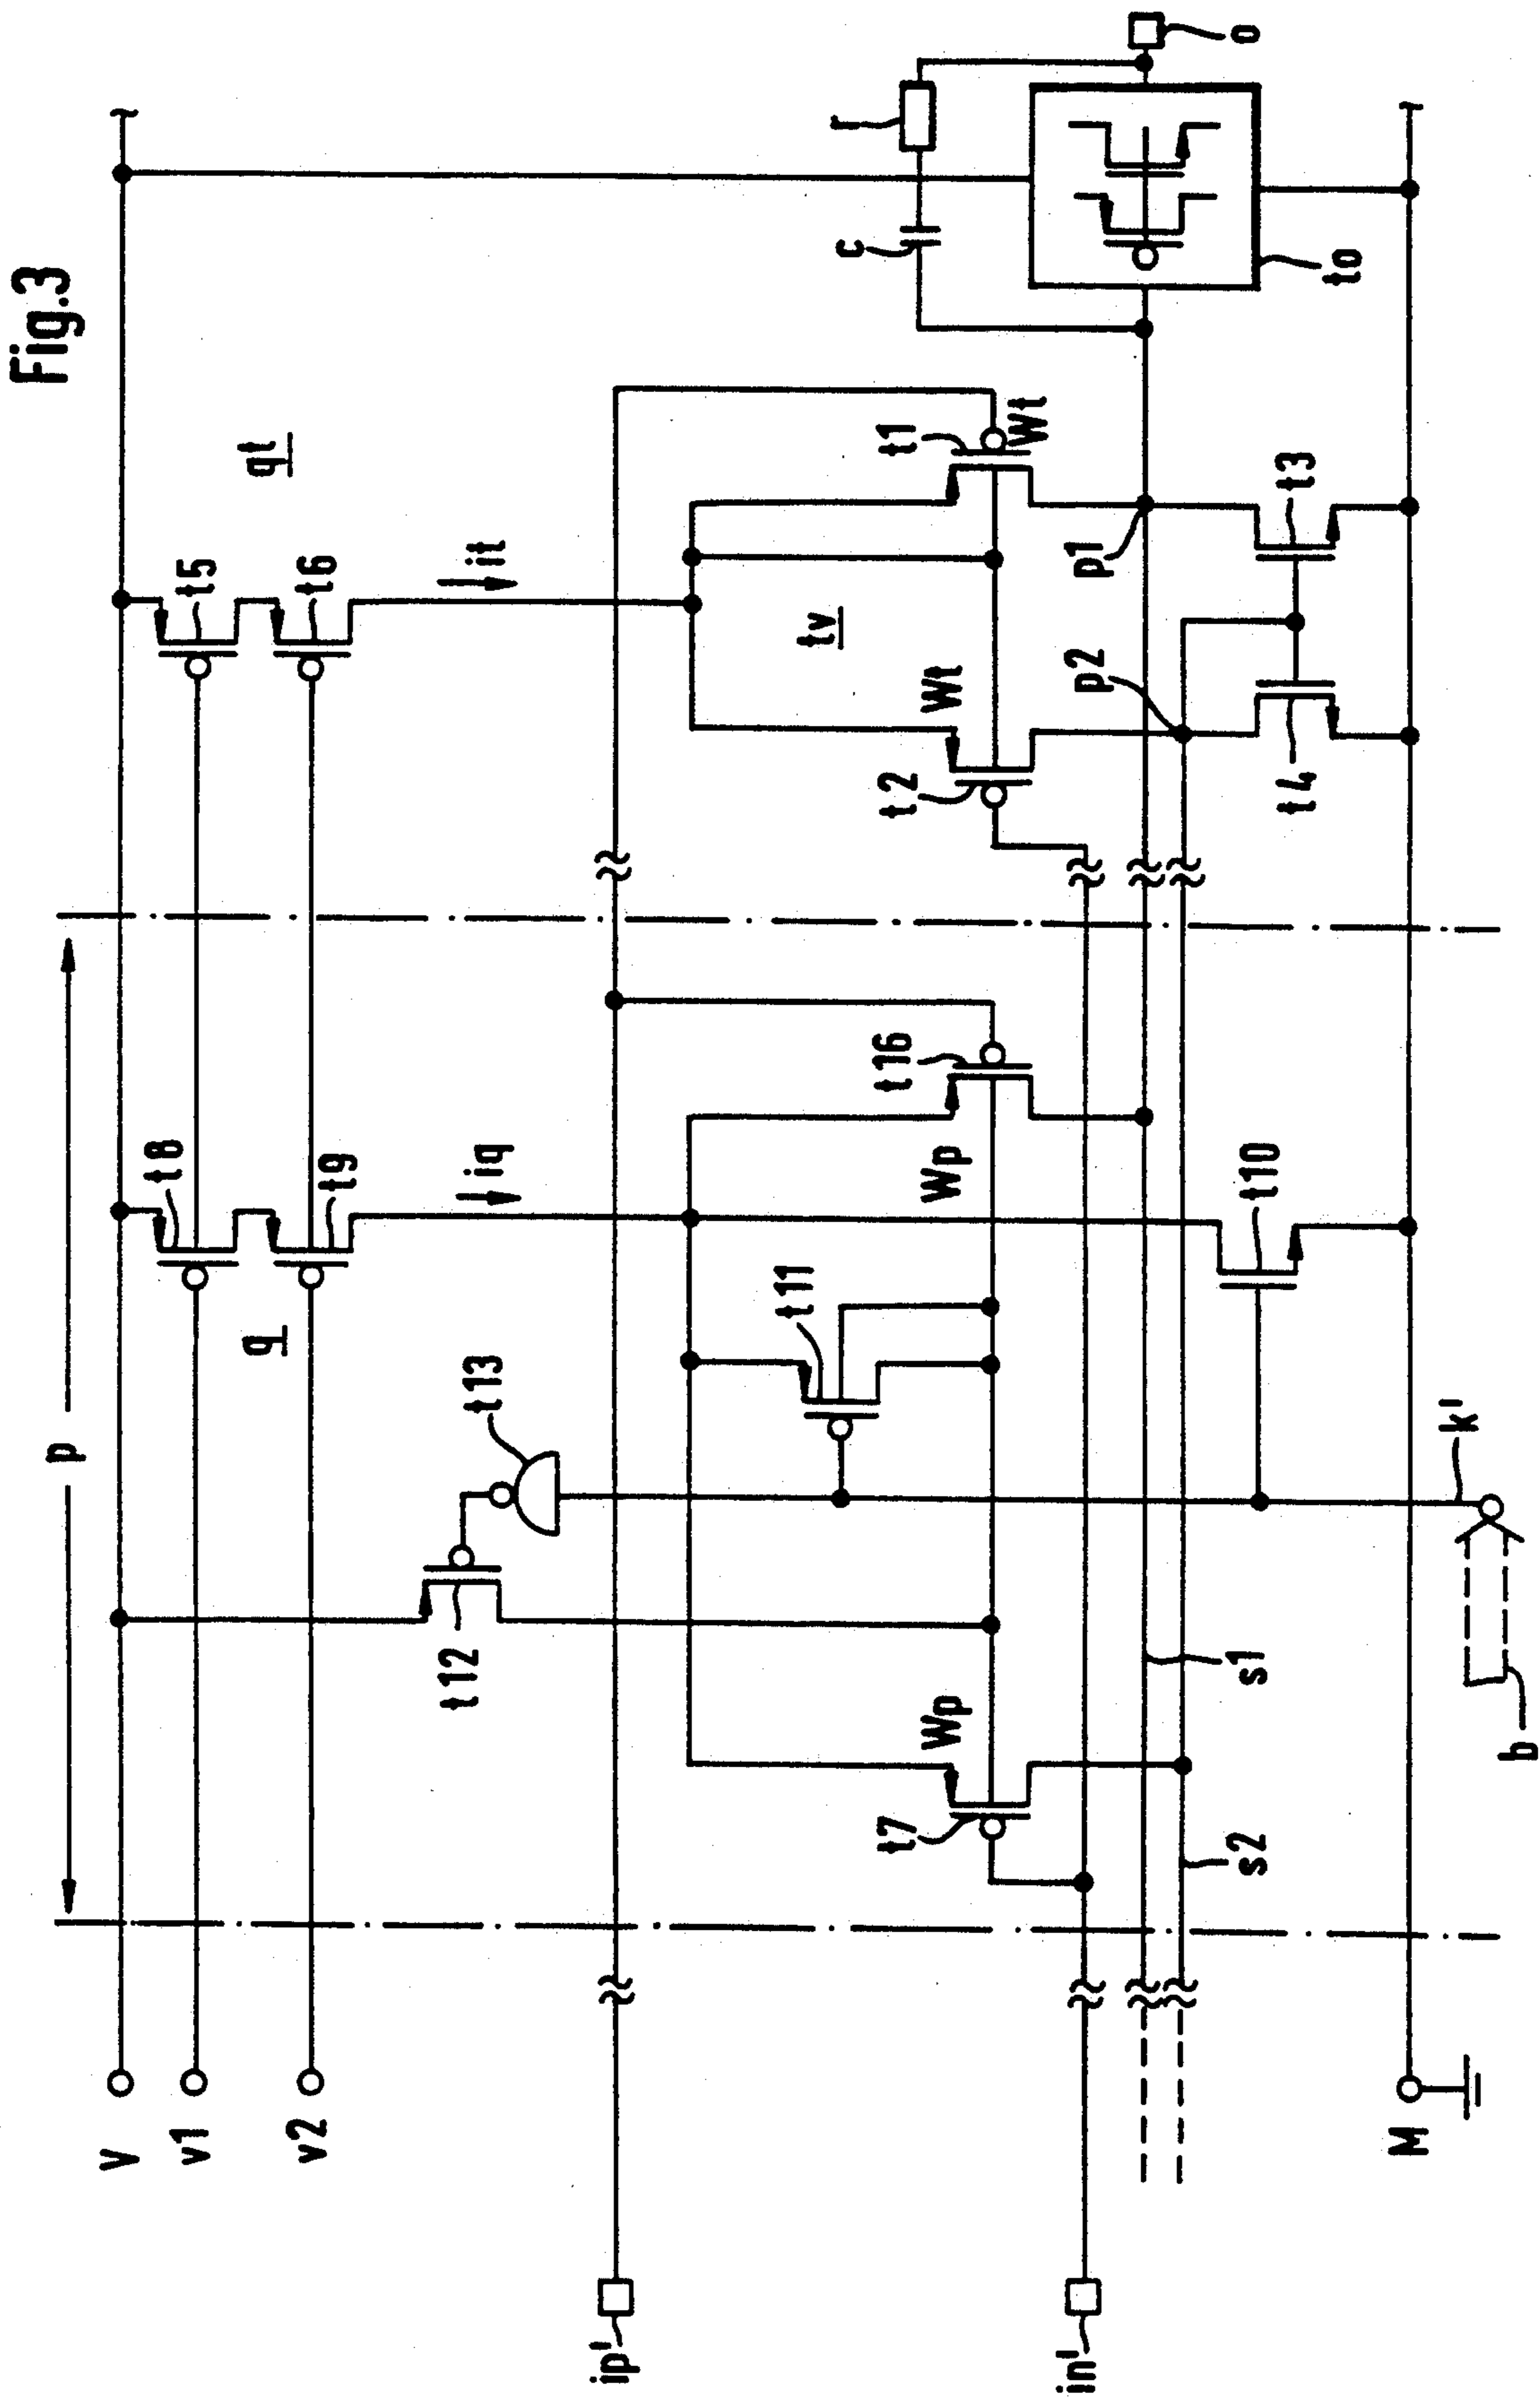 Fig.3
p
V
v1
v2
ip'
in'
M
t8
t9
q
iq
t5
t6
qt
it
t13
t12
t11
t7
Wp
Wp
t16
t10
tv
t2
Wt
t1
Wt
p2
p1
t4
t3
s1
s2
k'
b
c
r
to
o